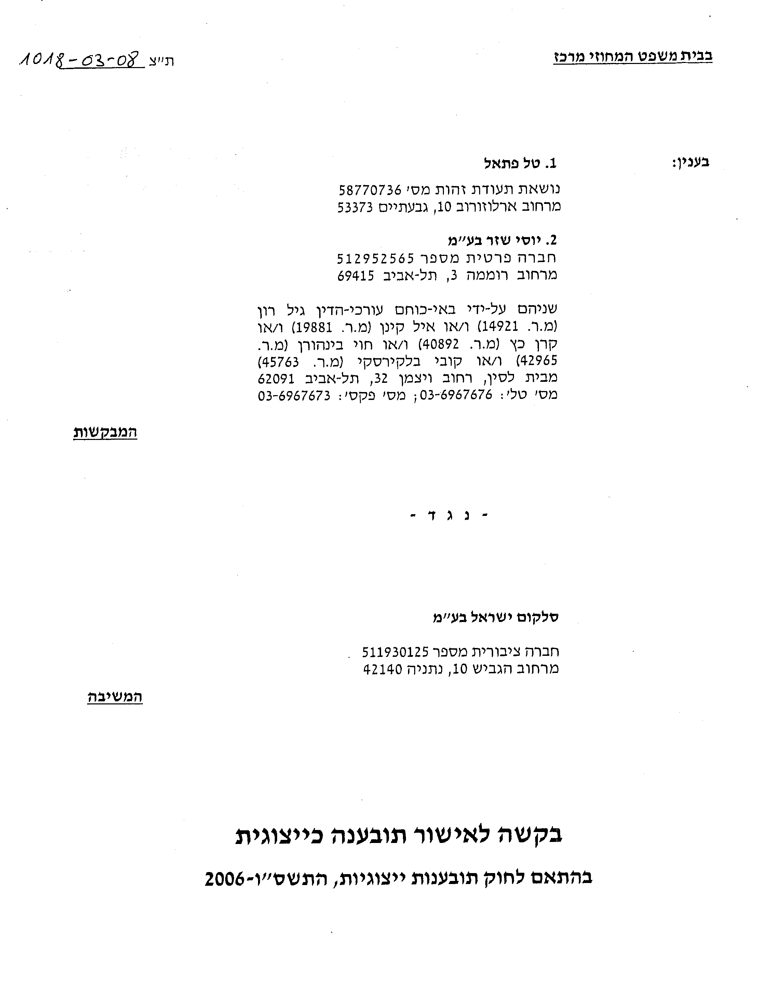 בבית משפט המחוזי מרכז
ת״צ 1018-03-08
בענין:
1. טל פתאל
נושאת תעודת זהות מס׳ 58770736
מרחוב ארלוזורוב 10, גבעתיים 53373
2. יוסי שזר בע״מ
חברה פרטית מספר 512952565
מרחוב רוממה 3, תל-אביב 69415
שניהם על-ידי באי-כוחם עורכי-הדין גיל רון
(מ.ר. 14921) ו/או איל קינן (מ.ר. 19881) ו/או
קרן כץ (מ.ר. 40892) ו/או חוי בינהורן (מ.ר.
42965) ו/או קובי בלקירסקי (מ.ר. 45763)
מבית לסין, רחוב ויצמן 32, תל-אביב 62091
מס׳ טל׳: 03-6967676; מס׳ פקס׳: 03-6967673
המבקשות
- נ ג ד -
סלקום ישראל בע״מ
חברה ציבורית מספר 511930125
מרחוב הגביש 10, נתניה 42140
המשיבה
בקשה לאישור תובענה כייצוגית
בהתאם לחוק תובענות ייצוגיות, התשס״ו-2006